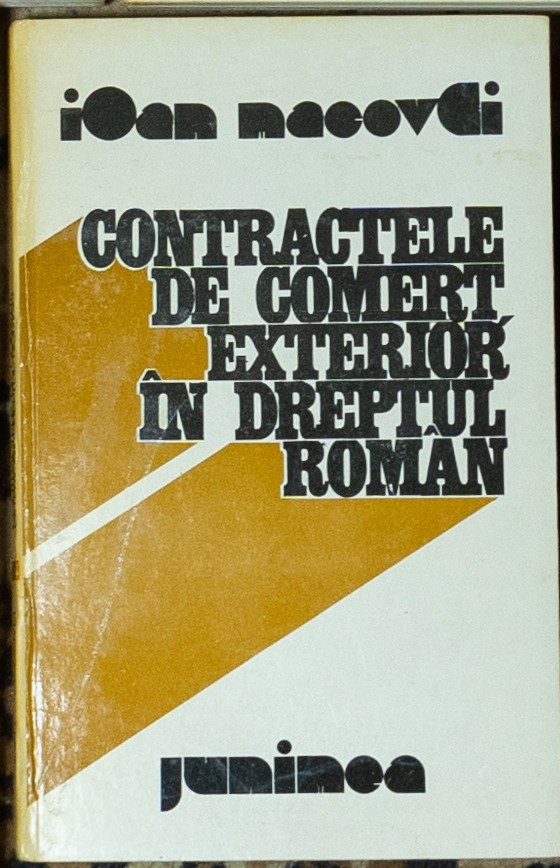 ioan macovei
CONTRACTELE
DE COMERȚ
EXTERIOR
ÎN DREPTUL
ROMÂN
junimea